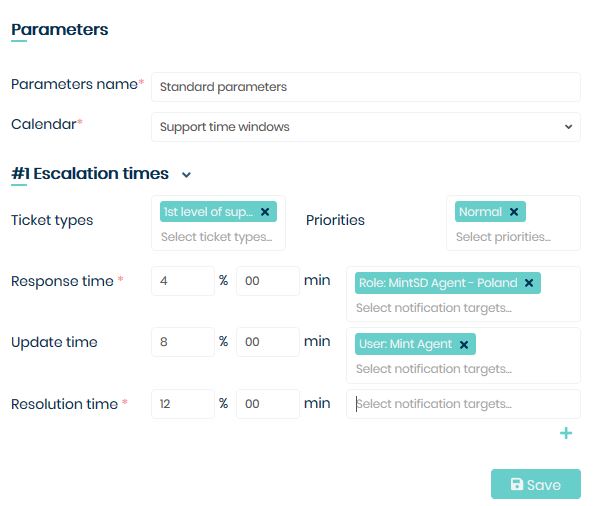 Parameters
Parameters name* Standard parameters
Calendar* Support time windows
#1 Escalation times
Ticket types 1st level of sup... × Select ticket types... Priorities Normal × Select priorities...
Response time * 4 % 00 min Role: MintSD Agent - Poland ×
Select notification targets...
Update time 8 % 00 min User: Mint Agent ×
Select notification targets...
Resolution time * 12 % 00 min Select notification targets...
+
Save